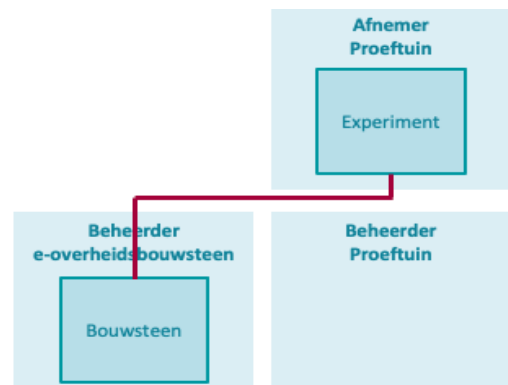 Afnemer
Proeftuin
Experiment
Beheerder
e-overheidsbouwsteen
Bouwsteen
Beheerder
Proeftuin